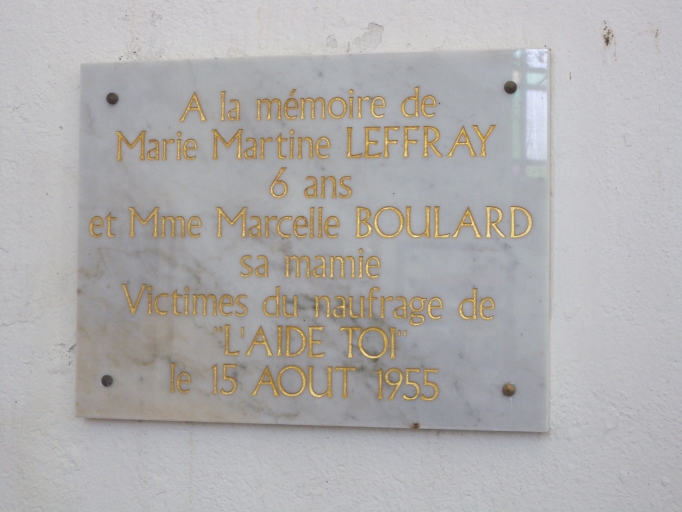 A la mémoire de
Marie Martine LEFFRAY
6 ans
et Mme Marcelle BOULARD
sa mamie
Victimes du naufrage de
"L'AIDE TOI"
le 15 AOUT 1955